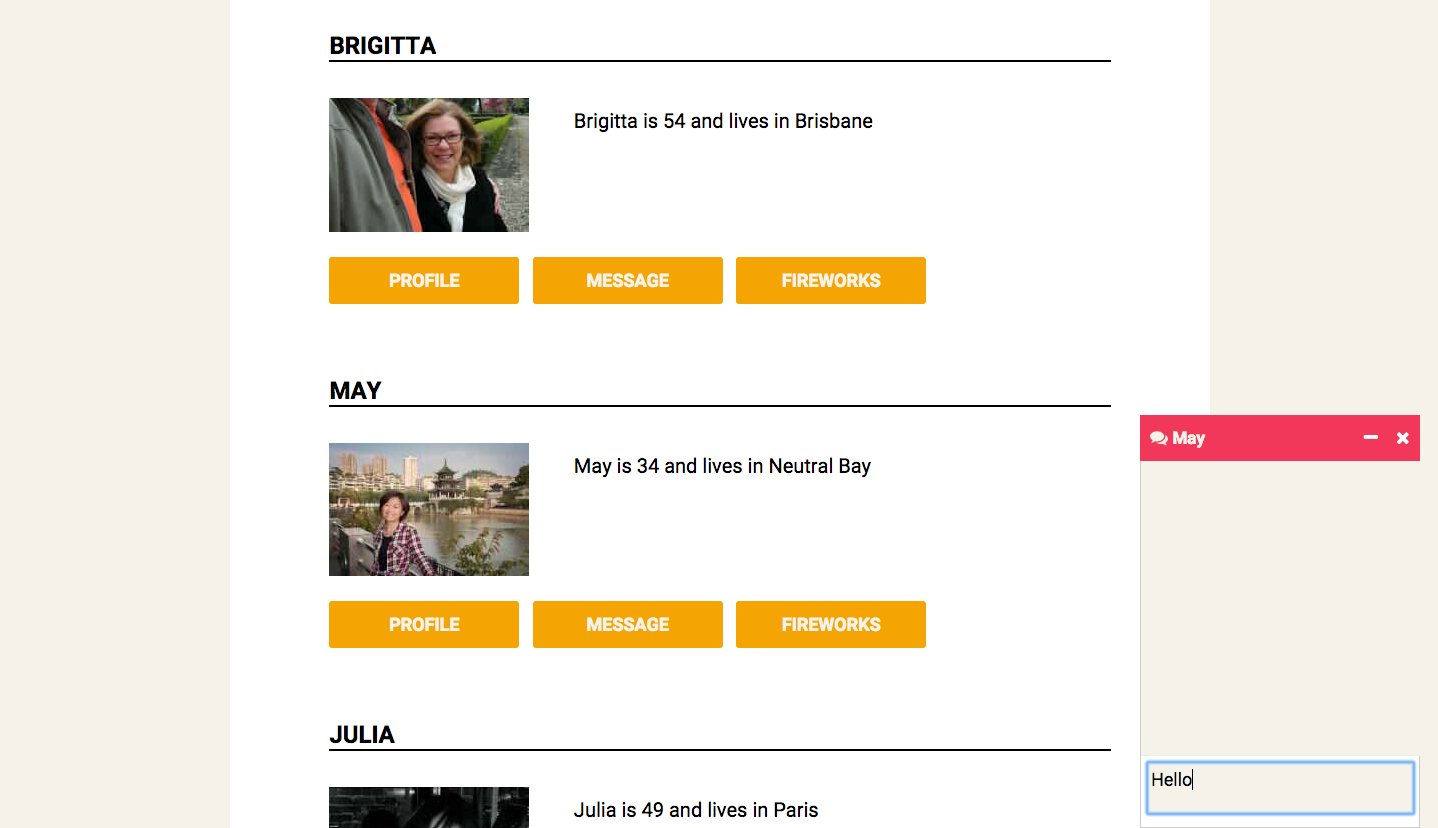 BRIGITTA
Brigitta is 54 and lives in Brisbane
PROFILE MESSAGE FIREWORKS
MAY
May is 34 and lives in Neutral Bay
PROFILE MESSAGE FIREWORKS
JULIA
Julia is 49 and lives in Paris
May
Hello